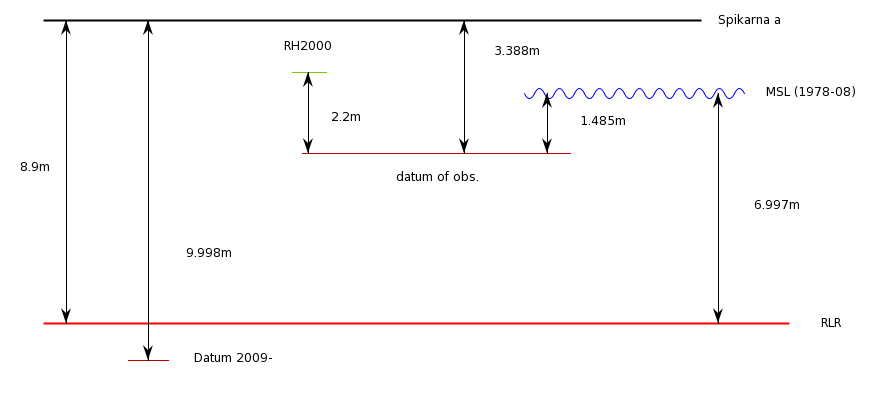 Spikarna a
RH2000
3.388m
MSL (1978-08)
2.2m
1.485m
8.9m
datum of obs.
6.997m
9.998m
RLR
Datum 2009-